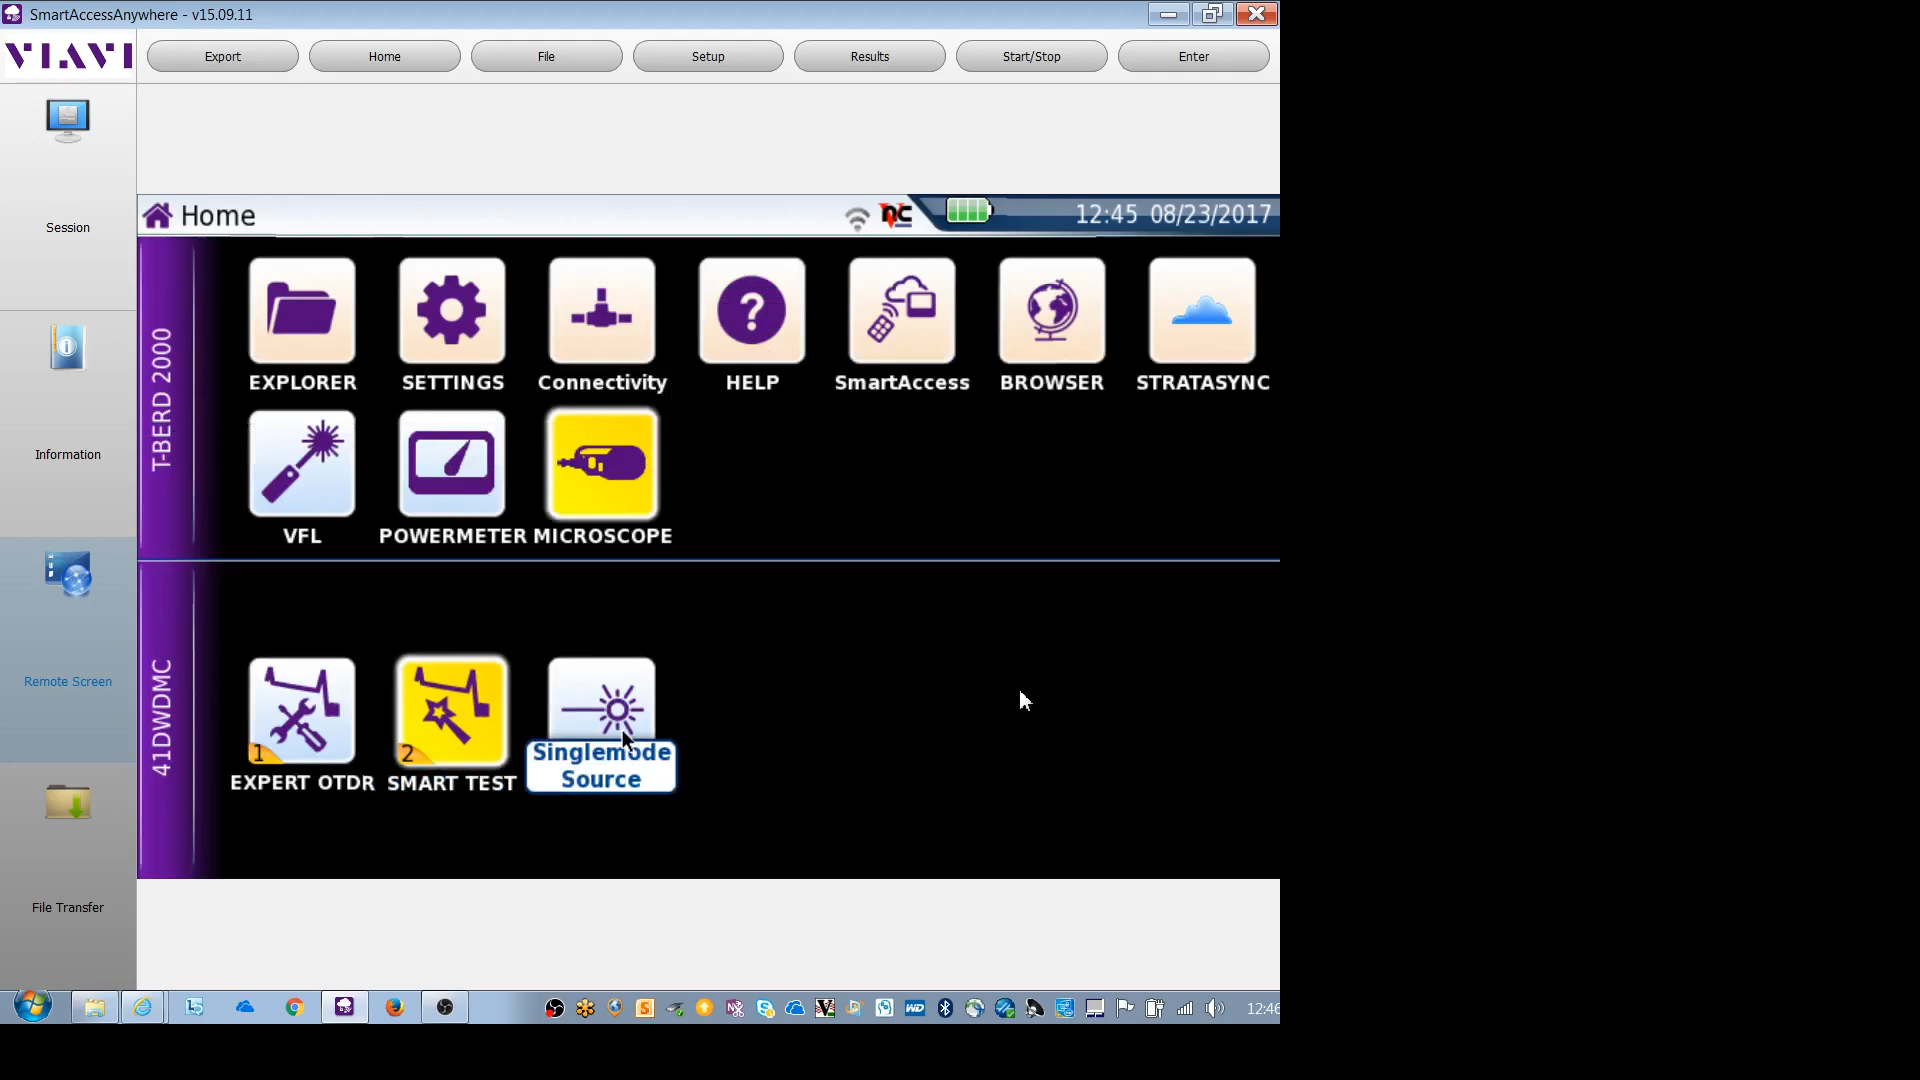 SmartAccessAnywhere - v15.09.11
VIAVI
Export
Home
File
Setup
Results
Start/Stop
Enter
Session
Information
Remote Screen
File Transfer
Home
12:45 08/23/2017
T-BERD 2000
EXPLORER
SETTINGS
Connectivity
HELP
SmartAccess
BROWSER
STRATASYNC
VFL
POWERMETER
MICROSCOPE
41DWDMC
1
EXPERT OTDR
2
SMART TEST
Singlemode
Source
12:46